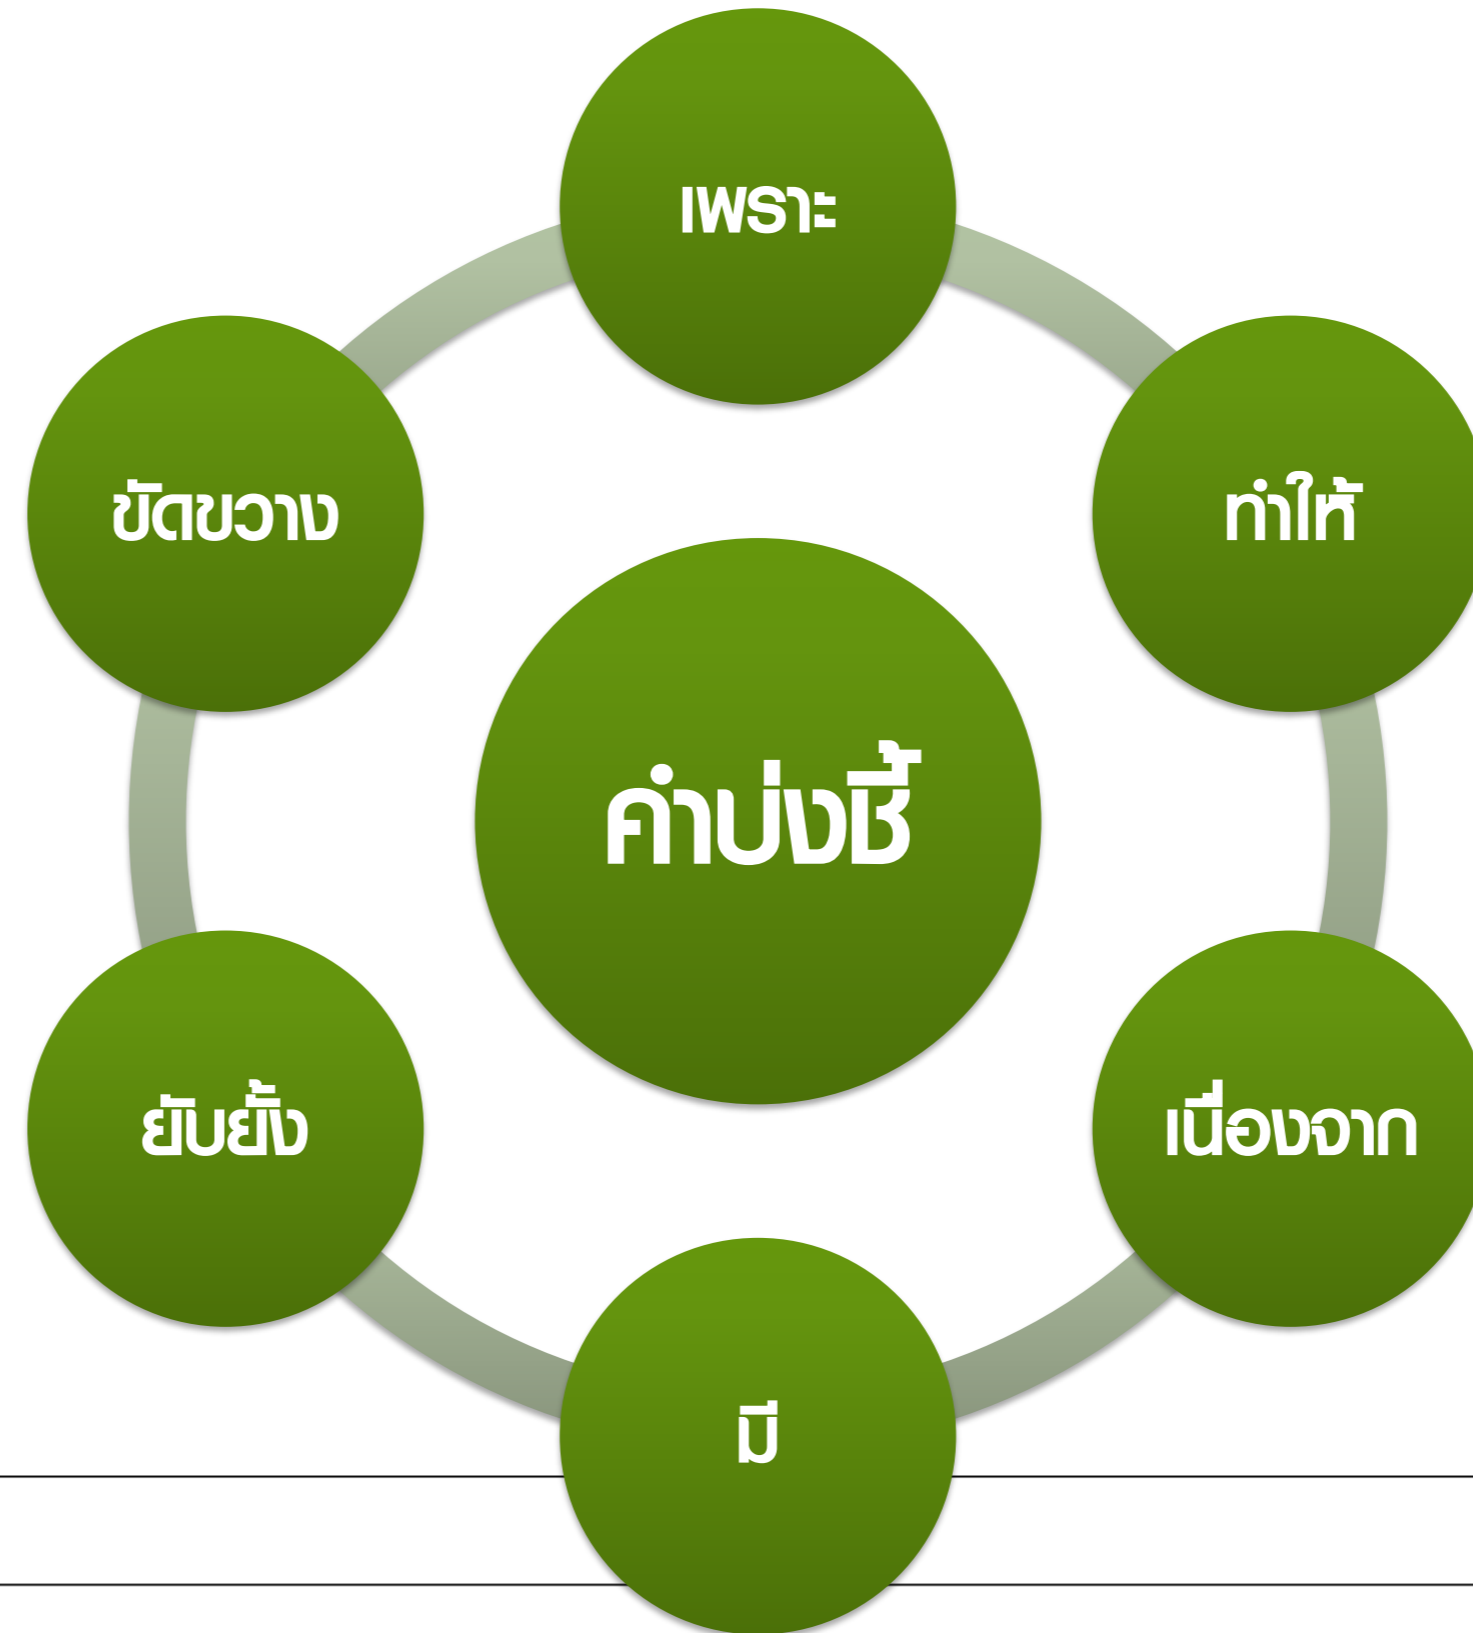 เพราะ
ขัดขวาง
ทำให้
คำบ่งชี้
ยับยั้ง
เนื่องจาก
มี